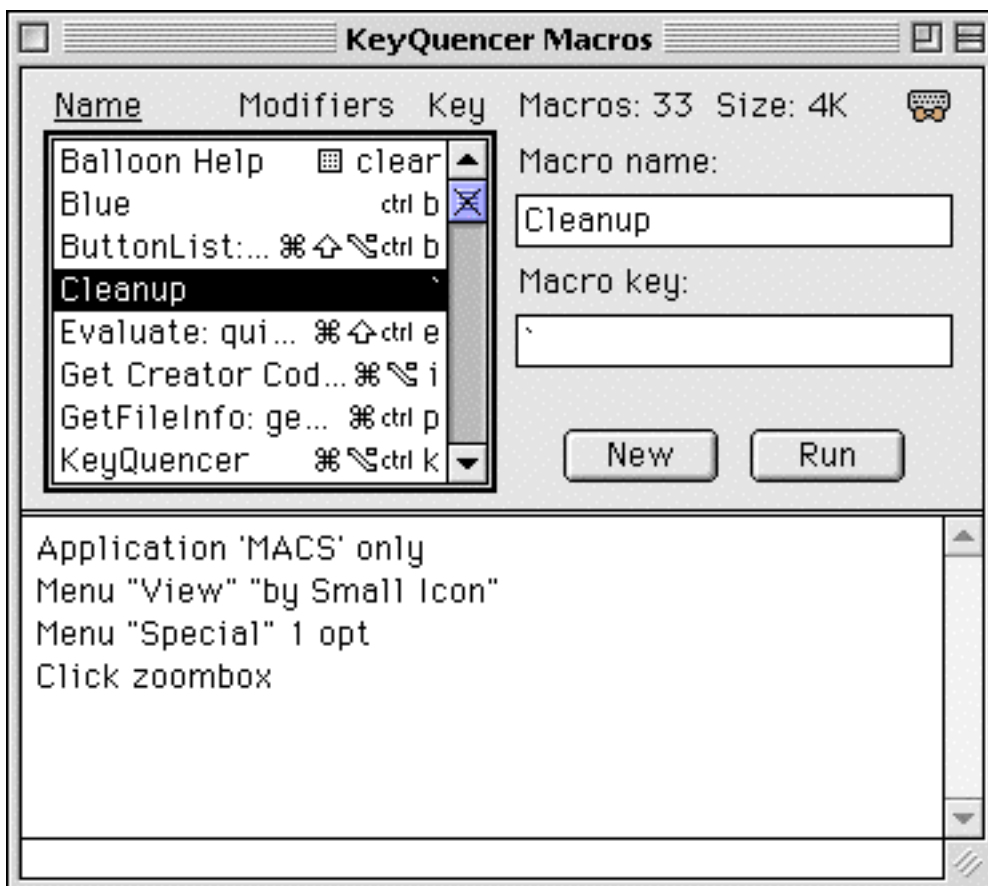 KeyQuencer Macros
Name Modifiers Key Macros: 33 Size: 4K
Balloon Help clear
Blue ctrl b
ButtonList:... ⌘⇧⌥ctrl b
Cleanup `
Evaluate: qui... ⌘⇧ctrl e
Get Creator Cod... ⌘⌥ i
GetFileInfo: ge... ⌘ ctrl p
KeyQuencer ⌘⌥ctrl k
Macro name:
Cleanup
Macro key:
`
New Run
Application 'MACS' only
Menu "View" "by Small Icon"
Menu "Special" 1 opt
Click zoombox